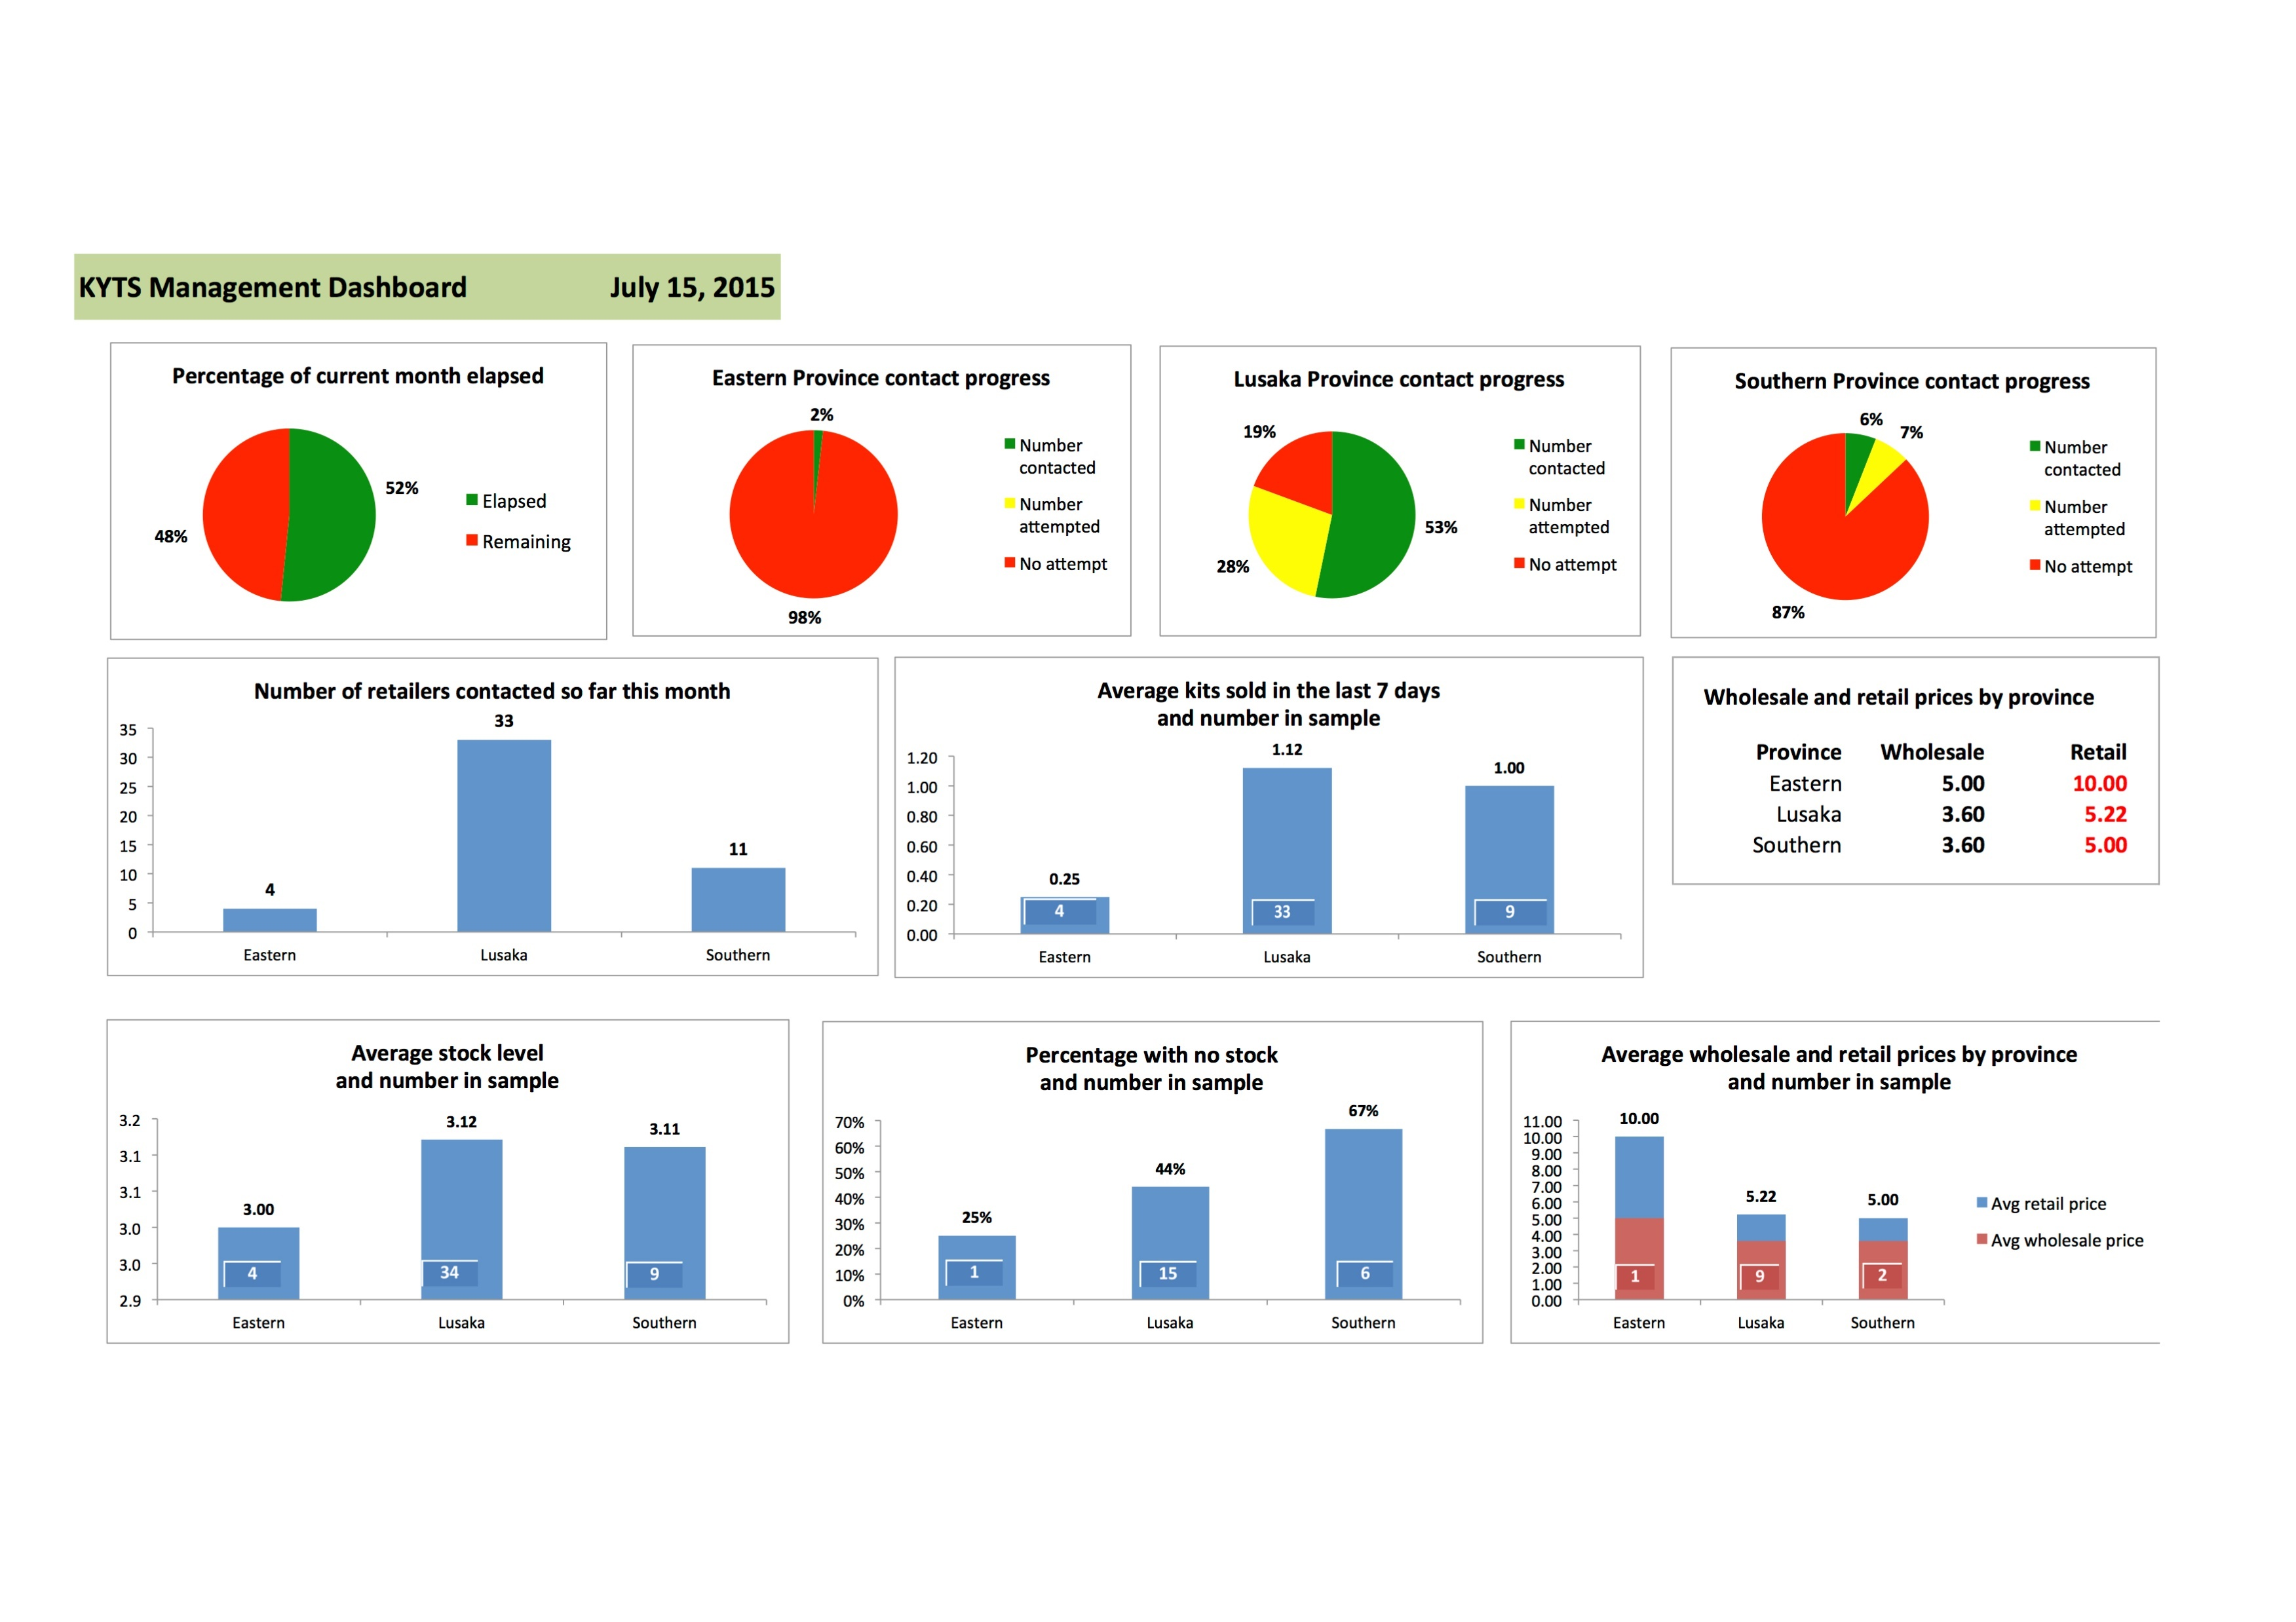 KYTS Management Dashboard July 15, 2015
Percentage of current month elapsed
52%
48%
Elapsed
Remaining
Eastern Province contact progress
2%
98%
Number
contacted
Number
attempted
No attempt
Lusaka Province contact progress
19%
53%
28%
Number
contacted
Number
attempted
No attempt
Southern Province contact progress
6%
7%
87%
Number
contacted
Number
attempted
No attempt
Number of retailers contacted so far this month
35
30
25
20
15
10
5
0
4
33
11
Eastern Lusaka Southern
Average kits sold in the last 7 days
and number in sample
1.20
1.00
0.80
0.60
0.40
0.20
0.00
0.25
1.12
1.00
4
33
9
Eastern Lusaka Southern
Wholesale and retail prices by province
Province Wholesale Retail
Eastern 5.00 10.00
Lusaka 3.60 5.22
Southern 3.60 5.00
Average stock level
and number in sample
3.2
3.1
3.1
3.0
3.0
2.9
3.00
3.12
3.11
4
34
9
Eastern Lusaka Southern
Percentage with no stock
and number in sample
70%
60%
50%
40%
30%
20%
10%
0%
25%
44%
67%
1
15
6
Eastern Lusaka Southern
Average wholesale and retail prices by province
and number in sample
11.00
10.00
9.00
8.00
7.00
6.00
5.00
4.00
3.00
2.00
1.00
0.00
10.00
5.22
5.00
1
9
2
Eastern Lusaka Southern
Avg retail price
Avg wholesale price